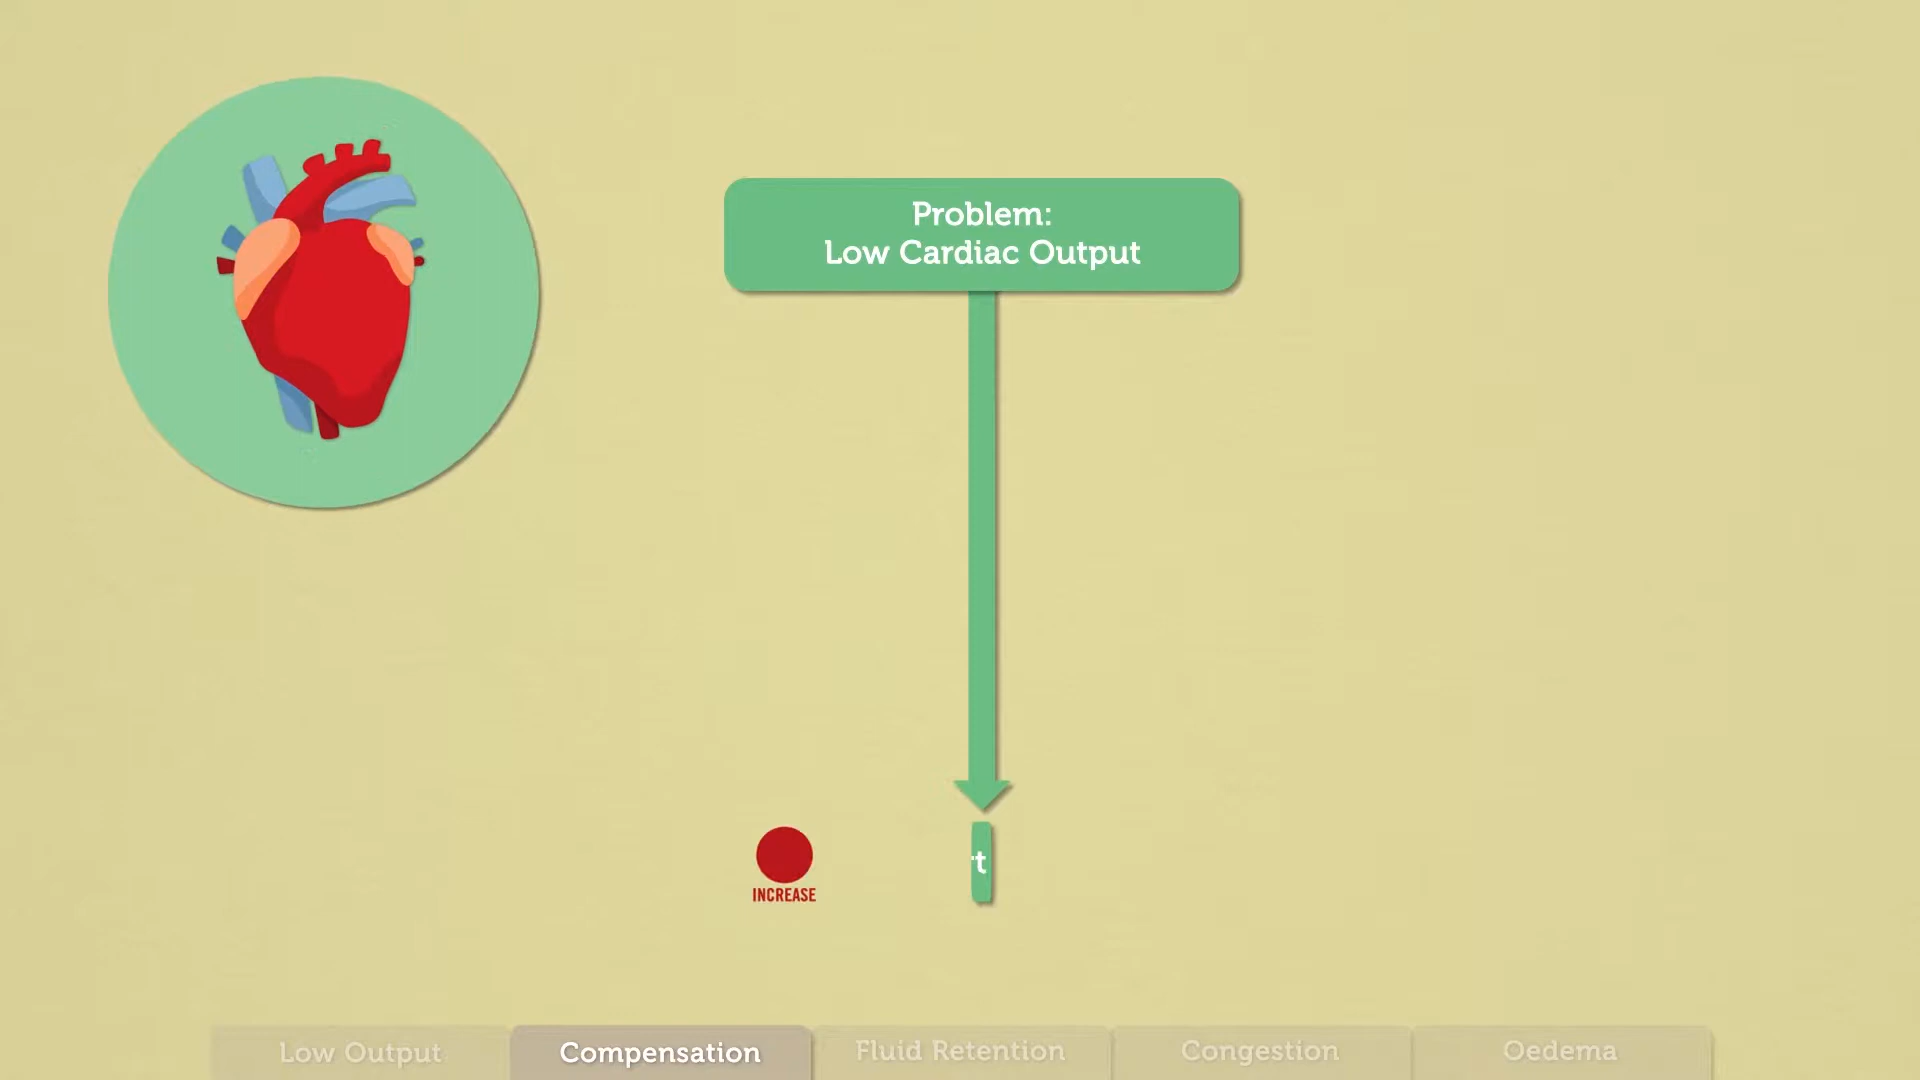 Problem:
Low Cardiac Output
t
INCREASE
Low Output
Compensation
Fluid Retention
Congestion
Oedema